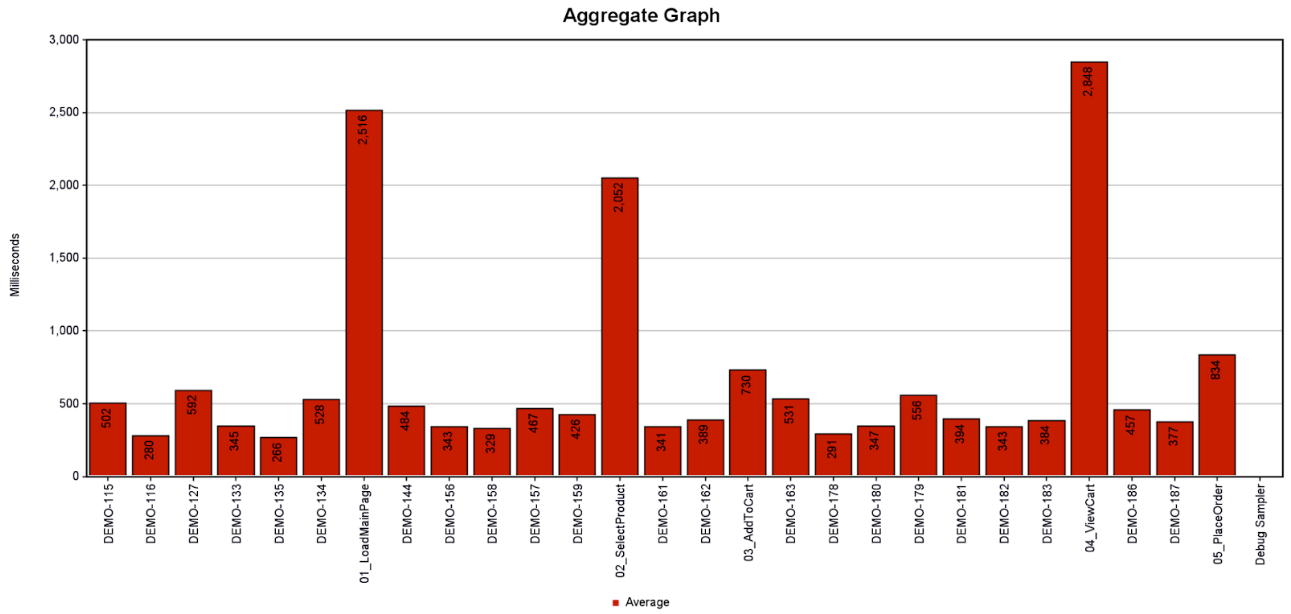 Aggregate Graph
Milliseconds
3,000
2,500
2,000
1,500
1,000
500
0
502
280
592
345
266
528
2,516
484
343
329
467
426
2,052
341
389
730
531
291
347
556
394
343
384
2,848
457
377
834
DEMO-115
DEMO-116
DEMO-127
DEMO-133
DEMO-135
DEMO-134
01_LoadMainPage
DEMO-144
DEMO-156
DEMO-158
DEMO-157
DEMO-159
02_SelectProduct
DEMO-161
DEMO-162
03_AddToCart
DEMO-163
DEMO-178
DEMO-180
DEMO-179
DEMO-181
DEMO-182
DEMO-183
04_ViewCart
DEMO-186
DEMO-187
05_PlaceOrder
Debug Sampler
Average